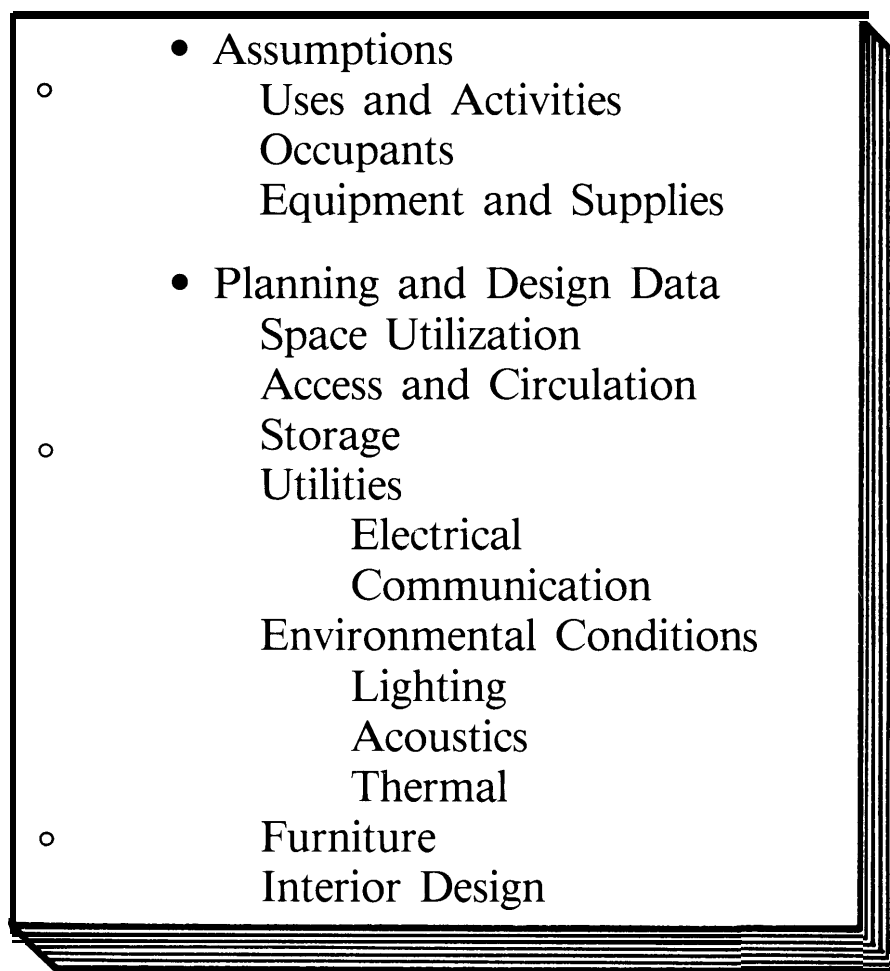 • Assumptions
Uses and Activities
Occupants
Equipment and Supplies
• Planning and Design Data
Space Utilization
Access and Circulation
Storage
Utilities
Electrical
Communication
Environmental Conditions
Lighting
Acoustics
Thermal
Furniture
Interior Design